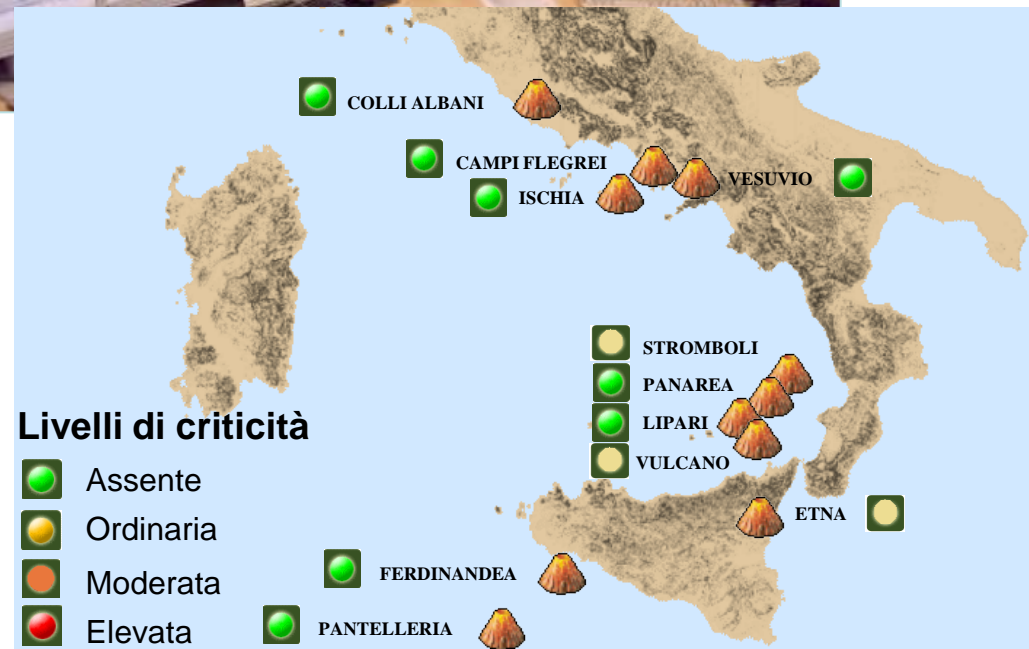 COLLI ALBANI
CAMPI FLEGREI
ISCHIA
VESUVIO
STROMBOLI
PANAREA
LIPARI
VULCANO
ETNA
FERDINANDEA
PANTELLERIA
Livelli di criticità
Assente
Ordinaria
Moderata
Elevata